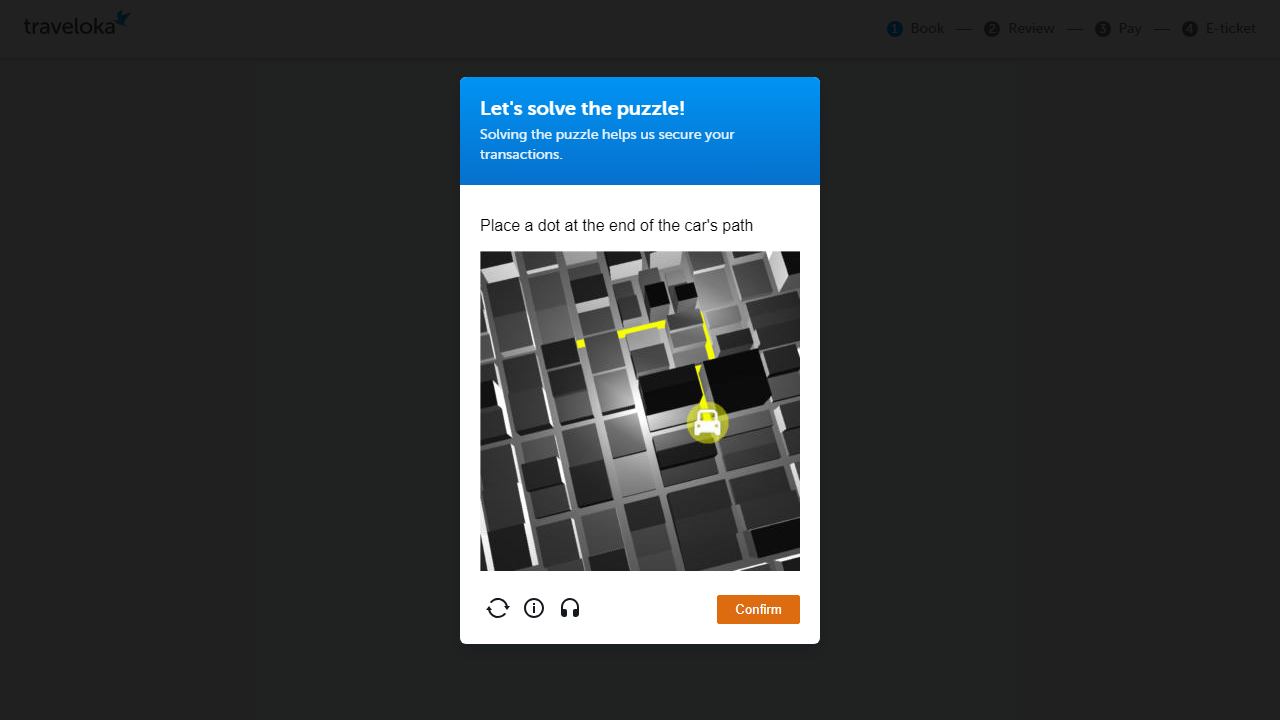 traveloka
1 Book — 2 Review — 3 Pay — 4 E-ticket
Let's solve the puzzle!
Solving the puzzle helps us secure your
transactions.
Place a dot at the end of the car's path
Confirm